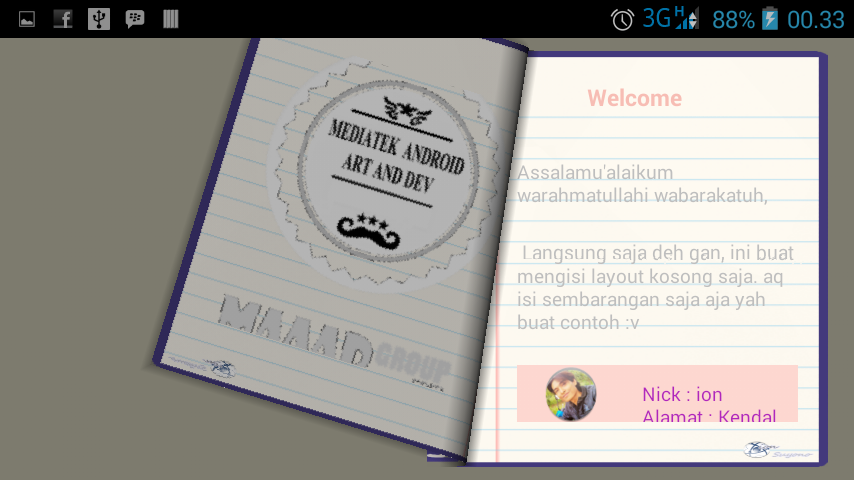 3G H 88% 00.33
MEDIATEK ANDROID
ART AND DEV
MAAAD GROUP
Welcome
Assalamu'alaikum
warahmatullahi wabarakatuh,
Langsung saja deh gan, ini buat
mengisi layout kosong saja. aq
isi sembarangan saja aja yah
buat contoh :v
Nick : ion
Alamat : Kendal